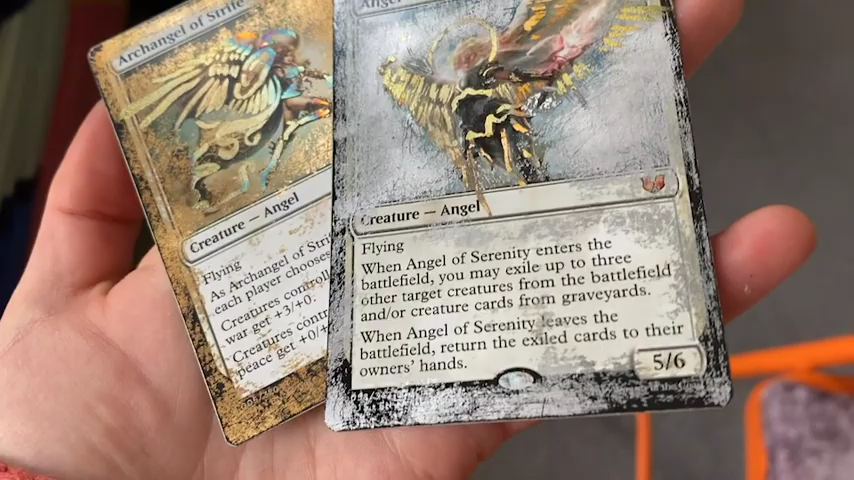 Archangel of Strife
Creature — Angel
Flying
As Archangel of Strif
each player chooses
Creatures controll
war get +3/+0.
Creatures contr
peace get +0/+
Angel
Creature — Angel
Flying
When Angel of Serenity enters the
battlefield, you may exile up to three
other target creatures from the battlefield
and/or creature cards from graveyards.
When Angel of Serenity leaves the
battlefield, return the exiled cards to their
owners' hands.
5/6